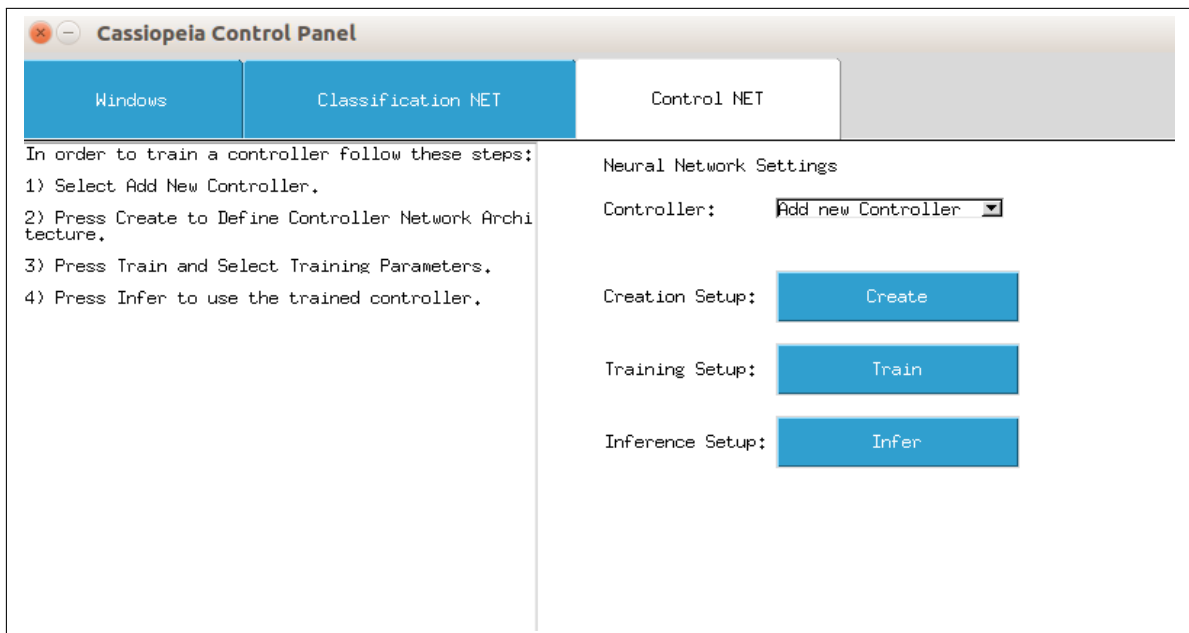 Cassiopeia Control Panel
Windows
Classification NET
Control NET
In order to train a controller follow these steps:
1) Select Add New Controller.
2) Press Create to Define Controller Network Archi
tecture.
3) Press Train and Select Training Parameters.
4) Press Infer to use the trained controller.
Neural Network Settings
Controller: Add new Controller
Creation Setup: Create
Training Setup: Train
Inference Setup: Infer